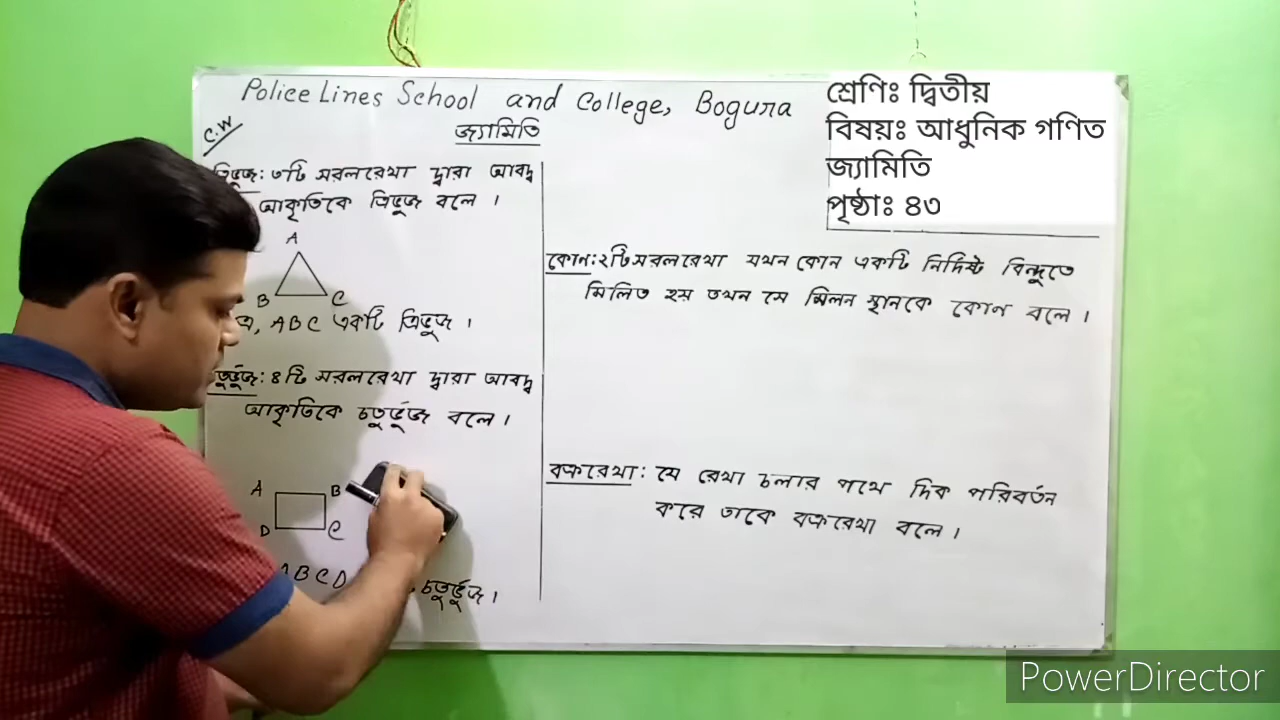 Police Lines School and College, Bogura
C.W
জ্যামিতি
শ্রেণিঃ দ্বিতীয়
বিষয়ঃ আধুনিক গণিত
জ্যামিতি
পৃষ্ঠাঃ ৪৩
: ৩টি সরলরেখা দ্বারা আবদ্ব
আকৃতিকে ত্রিভূজ বলে ।
A
B C
ABC একটি ত্রিভূজ ।
: ৪টি সরলরেখা দ্বারা আবদ্ব
আকৃতিকে চতুর্ভূজ বলে ।
A B
D C
ABCD চতুর্ভূজ ।
কোন: ২টি সরলরেখা যখন কোন একটি নির্দিষ্ট বিন্দুতে
মিলিত হয় তখন সে মিলন স্থানকে কোণ বলে ।
বক্ররেখা: যে রেখা চলার পথে দিক পরিবর্তন
করে তাকে বক্ররেখা বলে ।
PowerDirector